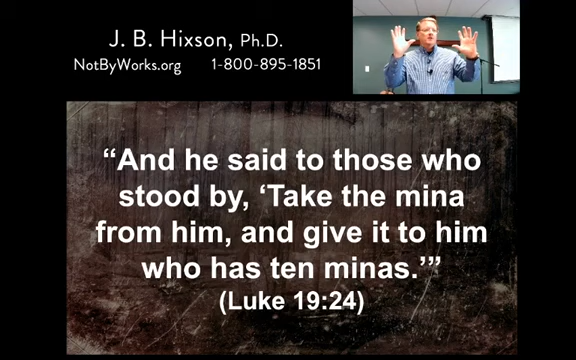 J. B. Hixson, Ph.D.
NotByWorks.org 1-800-895-1851
“And he said to those who
stood by, ‘Take the mina
from him, and give it to him
who has ten minas.’”
(Luke 19:24)